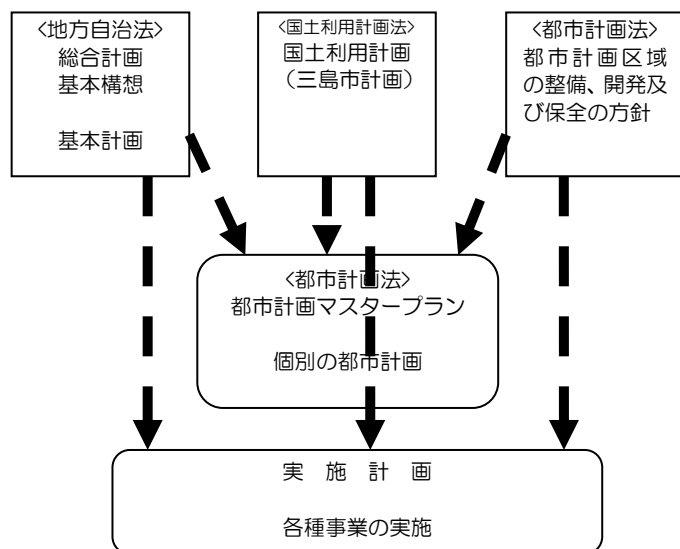 〈地方自治法〉
総合計画
基本構想
基本計画
〈国土利用計画法〉
国土利用計画
（三島市計画）
〈都市計画法〉
都市計画区域
の整備、開発及
び保全の方針
〈都市計画法〉
都市計画マスタープラン
個別の都市計画
実　施　計　画
各種事業の実施